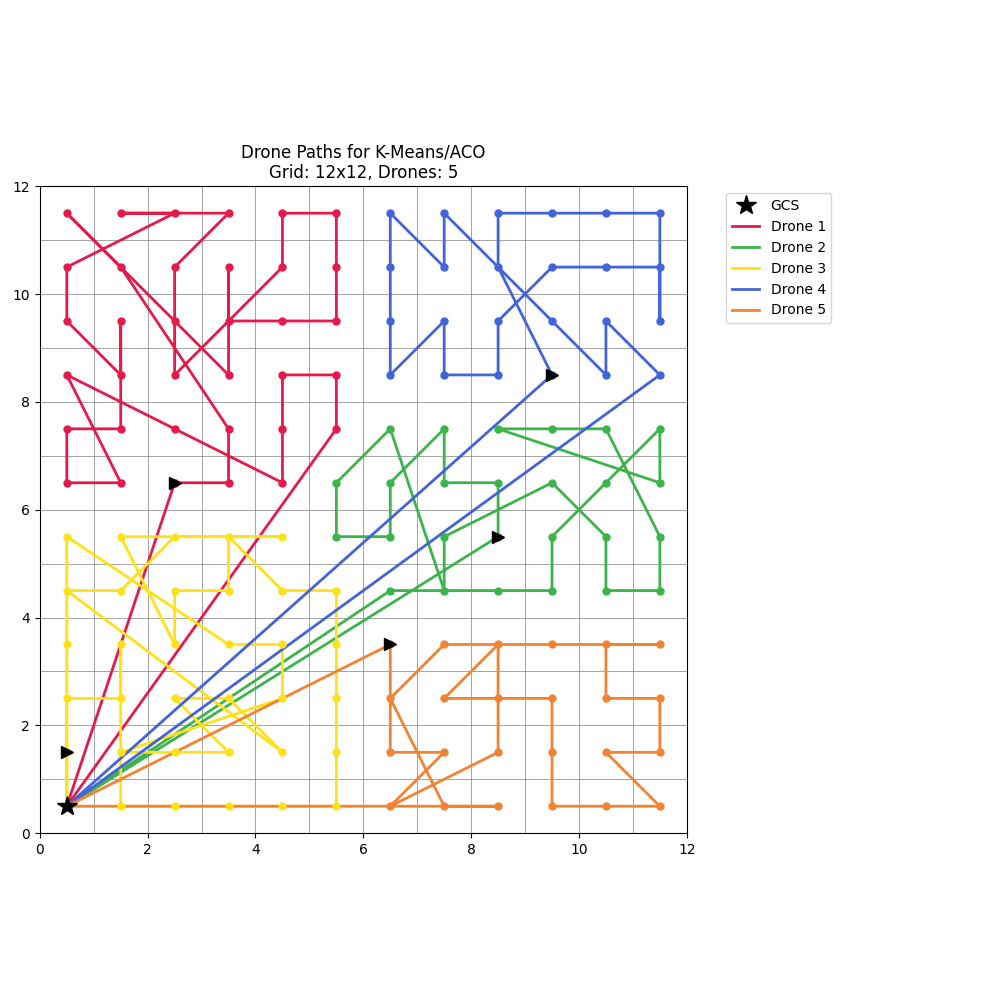 Drone Paths for K-Means/ACO
Grid: 12x12, Drones: 5
GCS
Drone 1
Drone 2
Drone 3
Drone 4
Drone 5
12
10
8
6
4
2
0
0 2 4 6 8 10 12